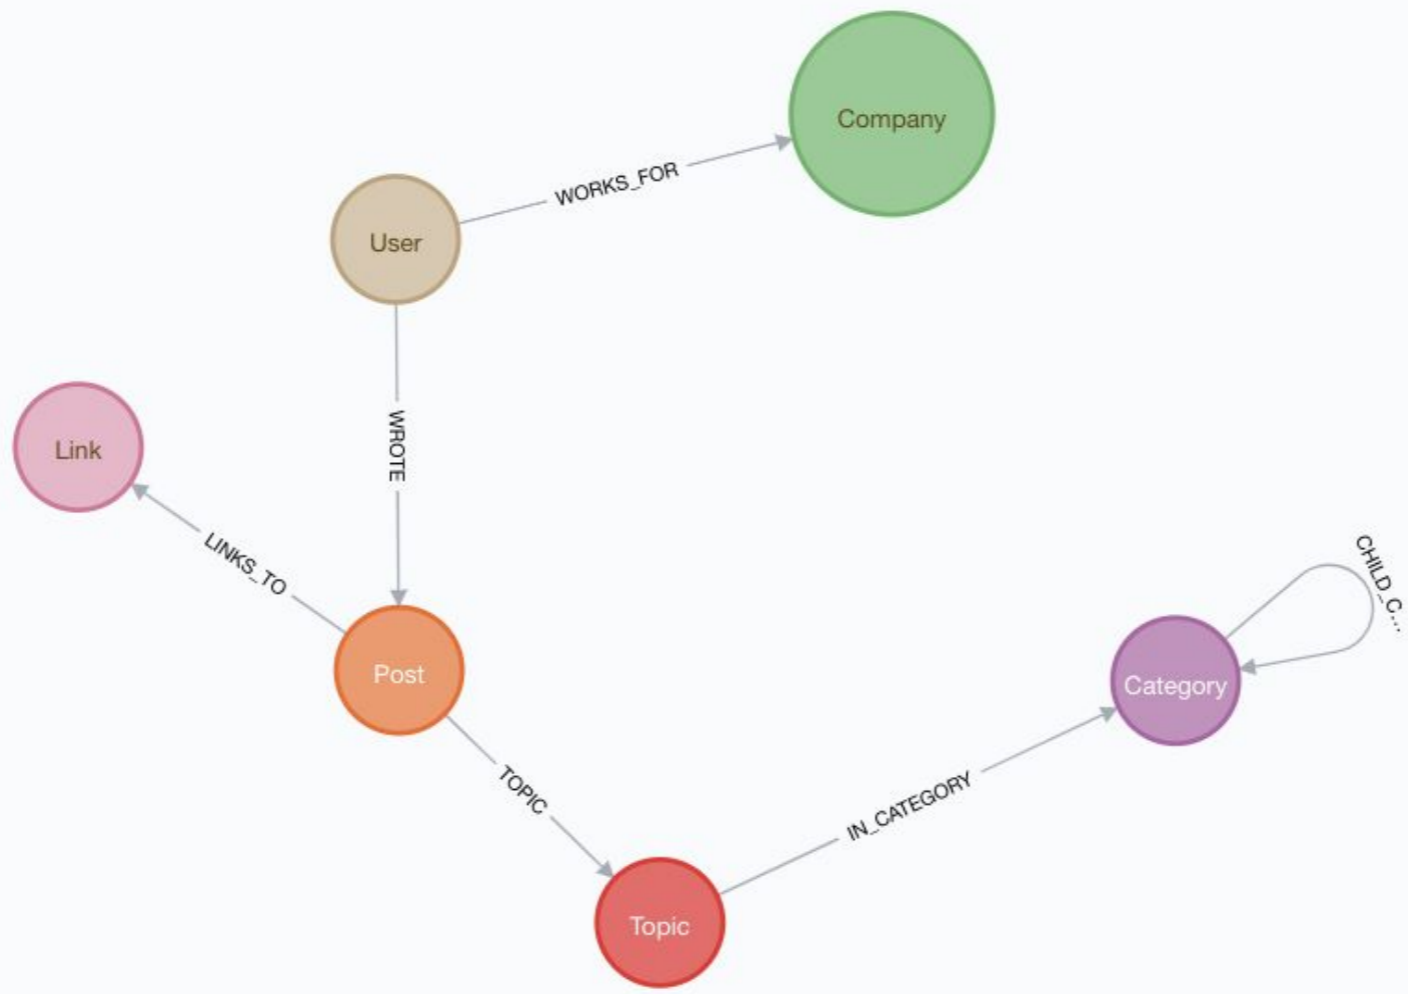 Company
WORKS_FOR
User
WROTE
Link
LINKS_TO
Post
CHILD_C...
Category
TOPIC
IN_CATEGORY
Topic